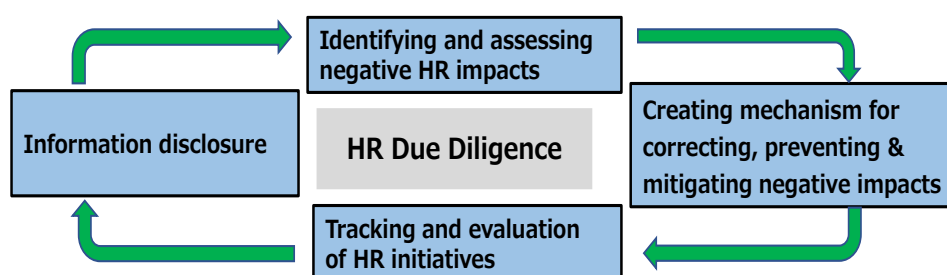 Identifying and assessing
negative HR impacts
Creating mechanism for
correcting, preventing &
mitigating negative impacts
Information disclosure
HR Due Diligence
Tracking and evaluation
of HR initiatives